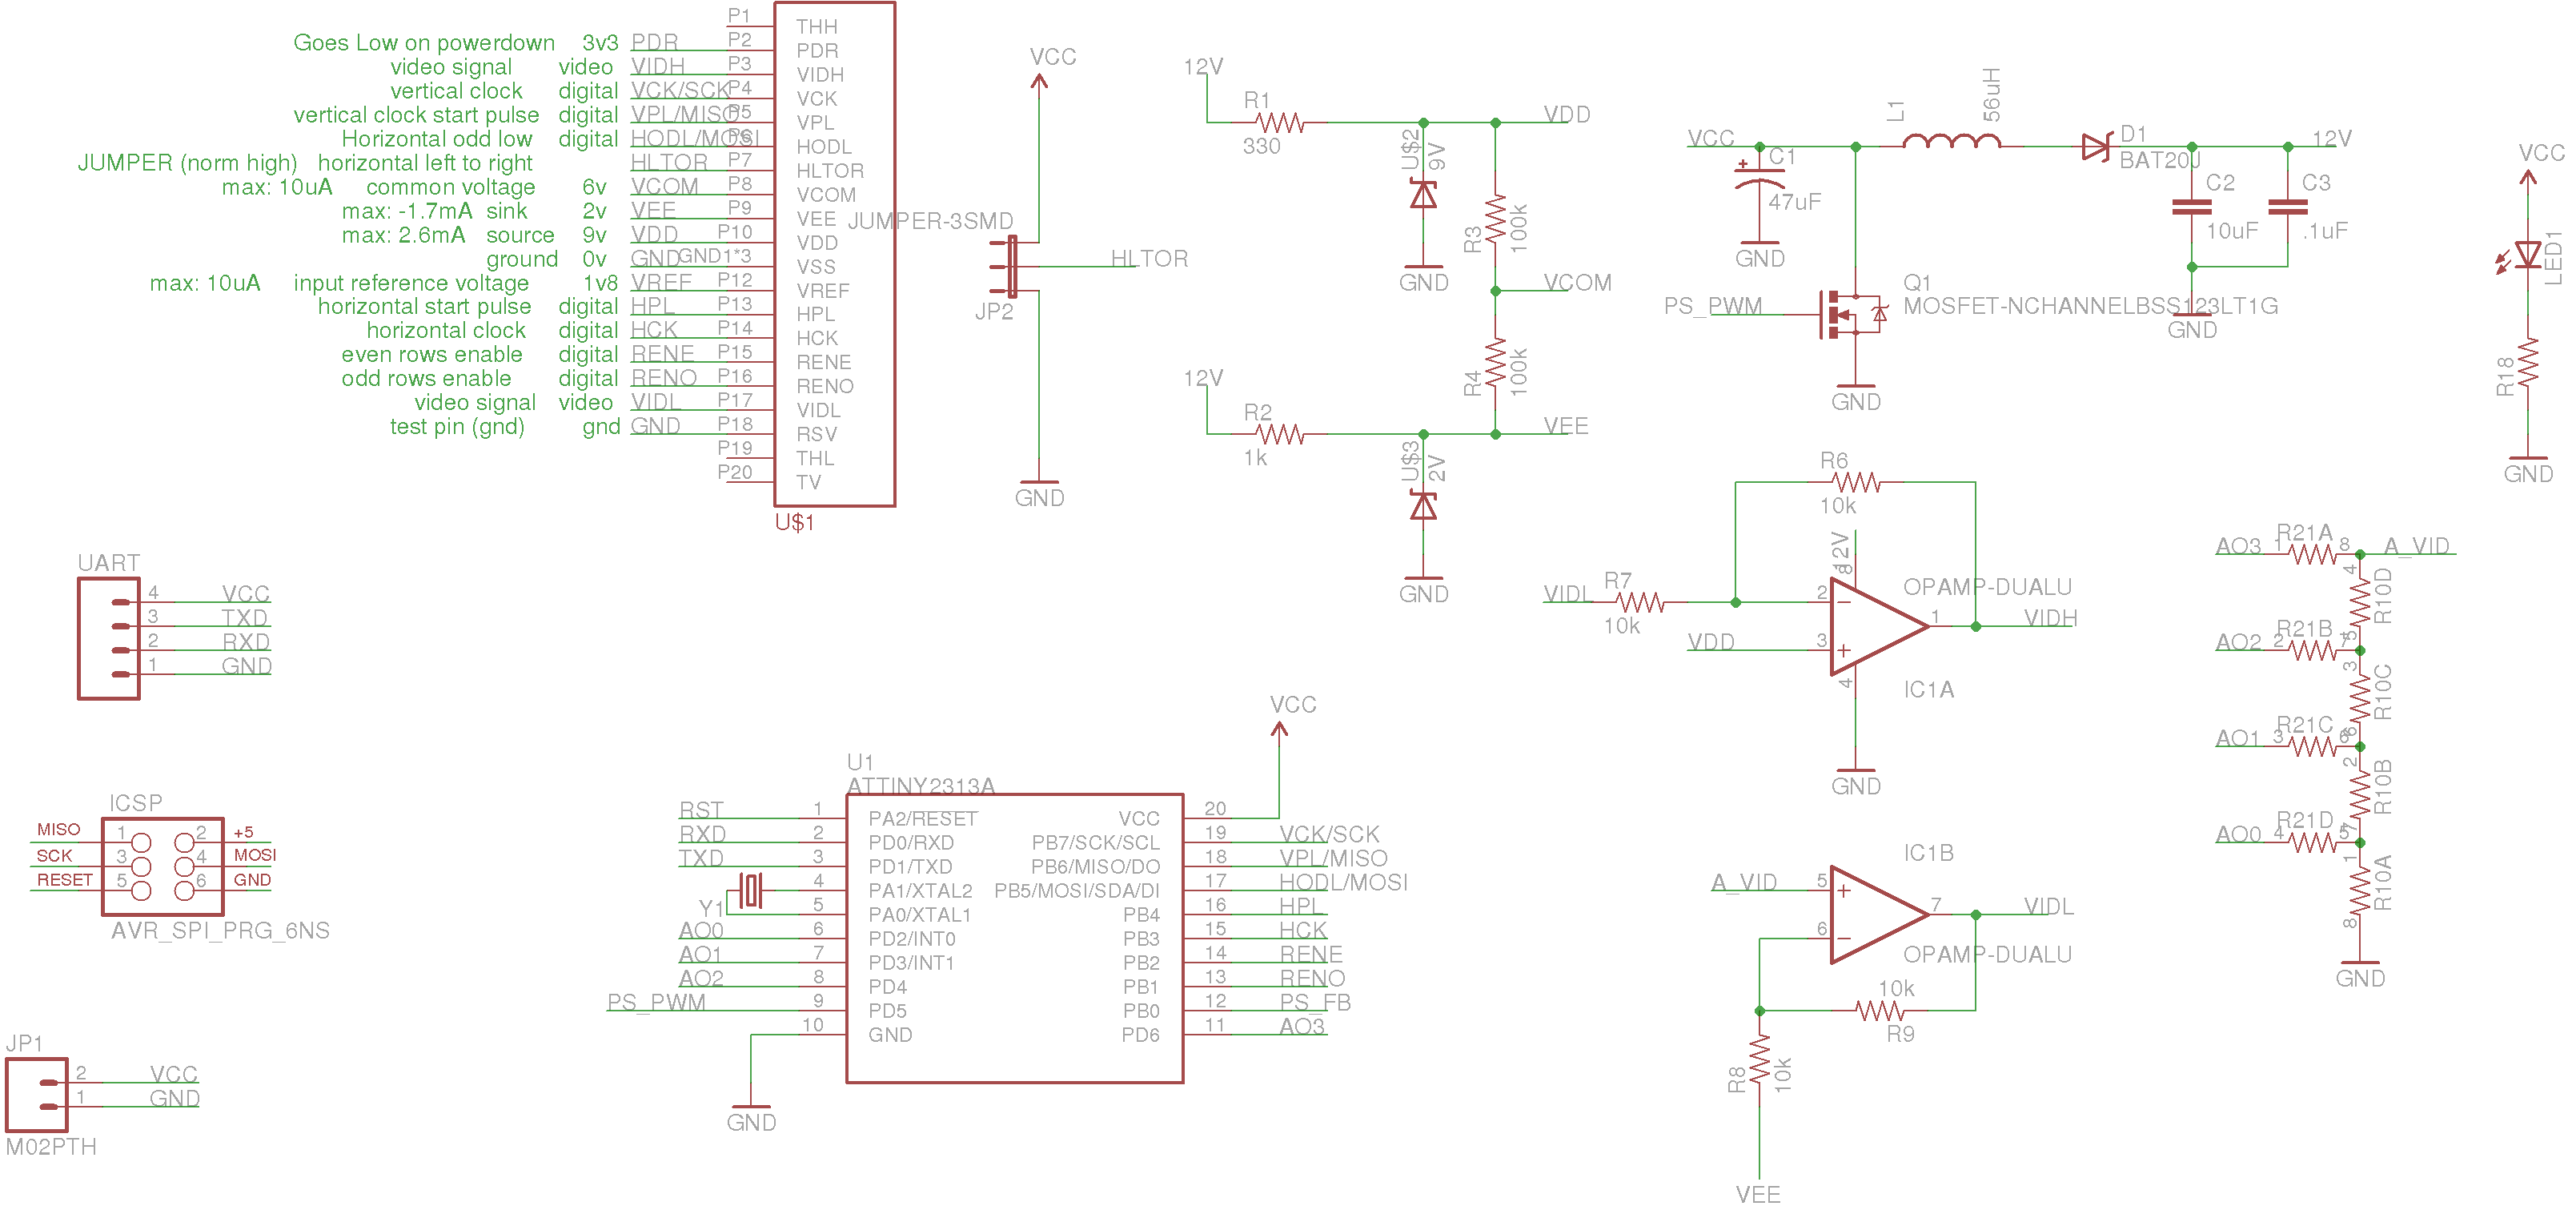 P1 THH
Goes Low on powerdown 3v3 PDR P2 PDR
video signal video VIDH P3 VIDH
vertical clock digital VCK/SCK P4 VCK
vertical clock start pulse digital VPL/MISO P5 VPL
Horizontal odd low digital HODL/MOSI P6 HODL
JUMPER (norm high) horizontal left to right HLTOR P7 HLTOR
max: 10uA common voltage 6v VCOM P8 VCOM
max: -1.7mA sink 2v VEE P9 VEE
max: 2.6mA source 9v VDD P10 VDD
ground 0v GND GND1*3 VSS
max: 10uA input reference voltage 1v8 VREF P12 VREF
horizontal start pulse digital HPL P13 HPL
horizontal clock digital HCK P14 HCK
even rows enable digital RENE P15 RENE
odd rows enable digital RENO P16 RENO
video signal video VIDL P17 VIDL
test pin (gnd) gnd GND P18 RSV
P19 THL
P20 TV
U$1
VCC
JUMPER-3SMD
HLTOR
JP2
GND
12V
R1
330
VDD
U$2
9V
GND
R3
100k
VCOM
R4
100k
12V
R2
1k
VEE
U$3
2V
GND
VCC
C1
47uF
GND
L1
56uH
D1
BAT20J
12V
C2
10uF
C3
.1uF
GND
PS_PWM
Q1
MOSFET-NCHANNELBSS123LT1G
GND
VCC
LED1
R18
GND
R6
10k
12V
8
VIDL
R7
10k
2
VDD
3
OPAMP-DUALU
1
VIDH
4
IC1A
GND
AO3 1 R21A 8 A_VID
4
R10D
5
AO2 2 R21B 7
3
R10C
6
AO1 3 R21C 6
2
R10B
7
AO0 4 R21D 5
1
R10A
8
GND
UART
4 VCC
3 TXD
2 RXD
1 GND
ICSP
MISO 1 2 +5
SCK 3 4 MOSI
RESET 5 6 GND
AVR_SPI_PRG_6NS
JP1
2 VCC
1 GND
M02PTH
VCC
U1
ATTINY2313A
RST 1 PA2/RESET VCC 20
RXD 2 PD0/RXD PB7/SCK/SCL 19 VCK/SCK
TXD 3 PD1/TXD PB6/MISO/DO 18 VPL/MISO
4 PA1/XTAL2 PB5/MOSI/SDA/DI 17 HODL/MOSI
Y1 5 PA0/XTAL1 PB4 16 HPL
AO0 6 PD2/INT0 PB3 15 HCK
AO1 7 PD3/INT1 PB2 14 RENE
AO2 8 PD4 PB1 13 RENO
PS_PWM 9 PD5 PB0 12 PS_FB
10 GND PD6 11 AO3
GND
IC1B
A_VID 5
7 VIDL
6
OPAMP-DUALU
10k
R9
R8
10k
VEE